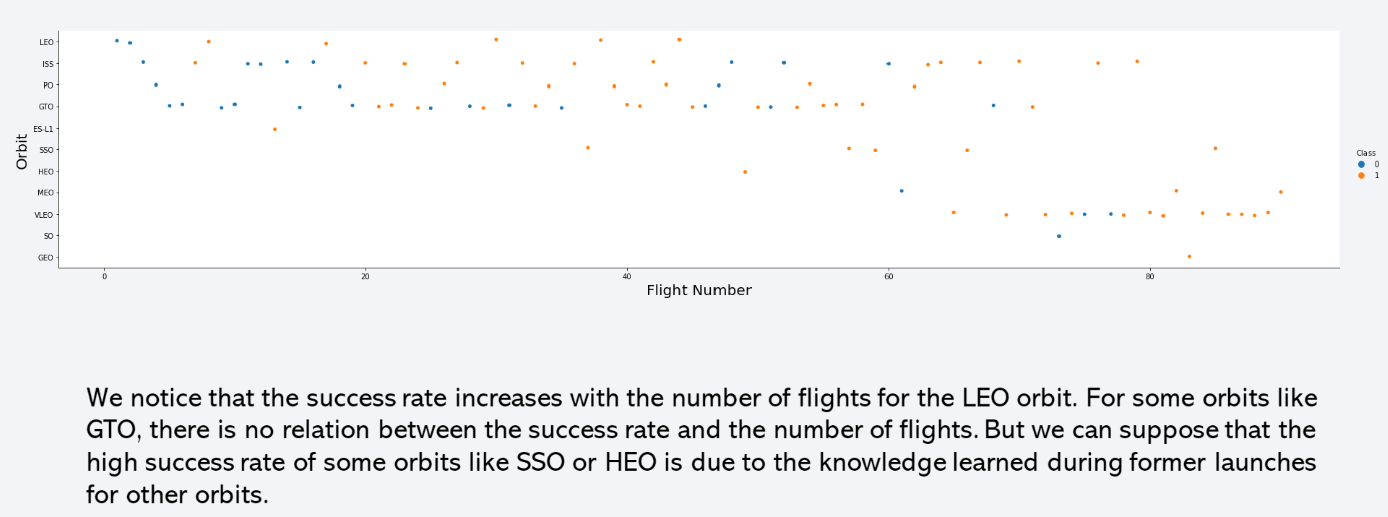 LEO
ISS
PO
GTO
ES-L1
SSO
HEO
MEO
VLEO
SO
GEO
Orbit
0 20 40 60 80
Flight Number
Class
0
1
We notice that the success rate increases with the number of flights for the LEO orbit. For some orbits like
GTO, there is no relation between the success rate and the number of flights. But we can suppose that the
high success rate of some orbits like SSO or HEO is due to the knowledge learned during former launches
for other orbits.